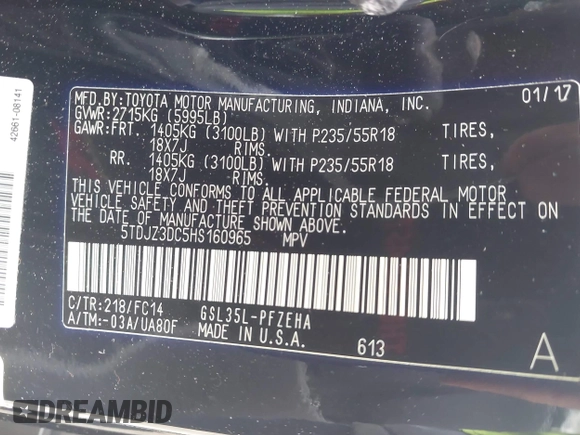 42661-08141
MFD.BY:TOYOTA MOTOR MANUFACTURING, INDIANA, INC. 01/17
GVWR:2715KG (5995LB)
GAWR:FRT. 1405KG (3100LB) WITH P235/55R18 TIRES,
18X7J RIMS.
RR. 1405KG (3100LB) WITH P235/55R18 TIRES,
18X7J RIMS.
THIS VEHICLE CONFORMS TO ALL APPLICABLE FEDERAL MOTOR
VEHICLE SAFETY AND THEFT PREVENTION STANDARDS IN EFFECT ON
THE DATE OF MANUFACTURE SHOWN ABOVE.
5TDJZ3DC5HS160965 MPV
C/TR:218/FC14 GSL35L-PFZEHA
A/TM:-03A/UA80F MADE IN U.S.A. 613 A
DREAMBID